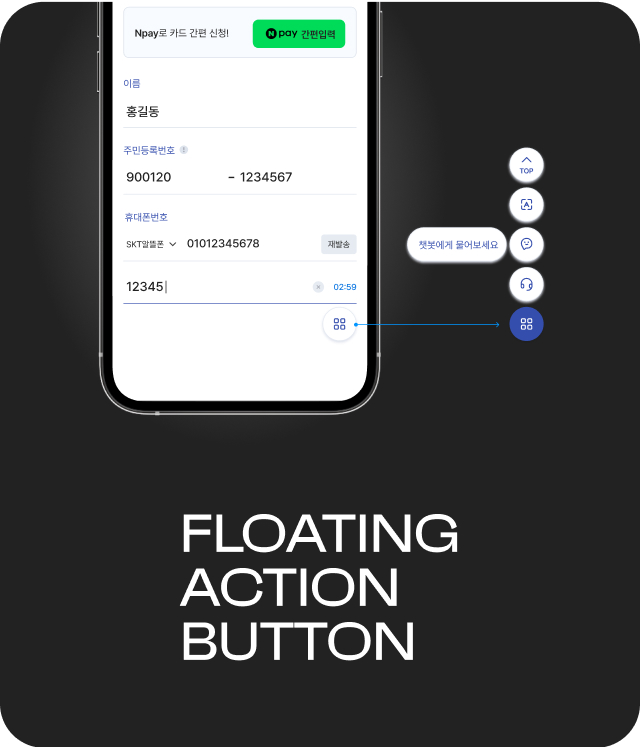 Npay로 카드 간편 신청!
N pay 간편입력
이름
홍길동
주민등록번호
900120 - 1234567
휴대폰번호
SKT알뜰폰 01012345678 재발송
12345 02:59
TOP
A
챗봇에게 물어보세요
FLOATING
ACTION
BUTTON